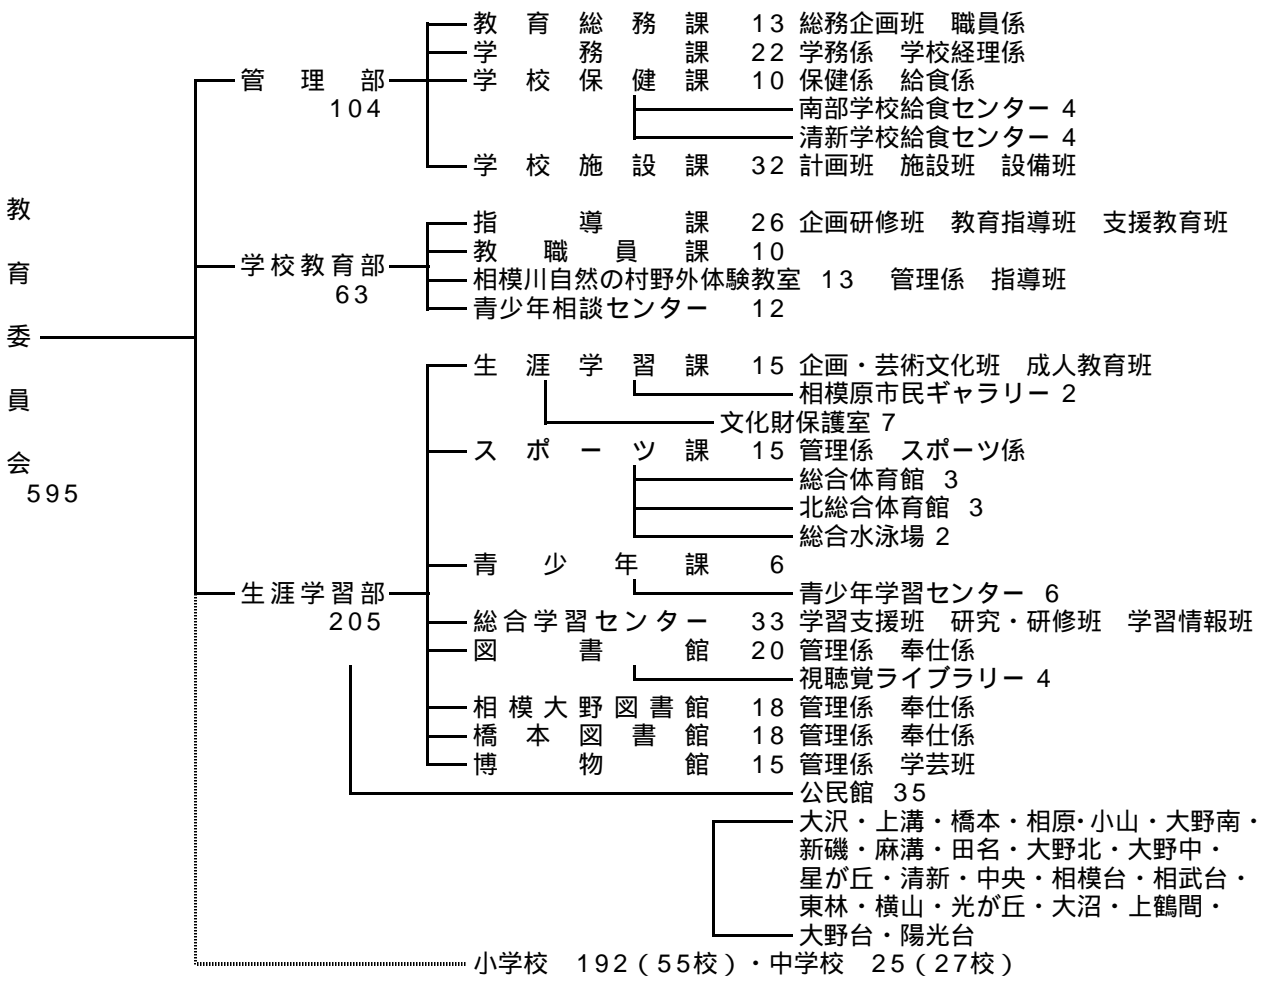 教育総務課 13 総務企画班 職員係
学務課 22 学務係 学校経理係
管理部 学校保健課 10 保健係 給食係
104 南部学校給食センター 4
清新学校給食センター 4
学校施設課 32 計画班 施設班 設備班
教育委員会
595
指導課 26 企画研修班 教育指導班 支援教育班
教職員課 10
学校教育部
63
相模川自然の村野外体験教室 13 管理係 指導班
青少年相談センター 12
生涯学習課 15 企画・芸術文化班 成人教育班
相模原市民ギャラリー 2
文化財保護室 7
スポーツ課 15 管理係 スポーツ係
総合体育館 3
北総合体育館 3
総合水泳場 2
青少年課 6
生涯学習部 青少年学習センター 6
205
総合学習センター 33 学習支援班 研究・研修班 学習情報班
図書館 20 管理係 奉仕係
視聴覚ライブラリー 4
相模大野図書館 18 管理係 奉仕係
橋本図書館 18 管理係 奉仕係
博物館 15 管理係 学芸班
公民館 35
大沢・上溝・橋本・相原・小山・大野南・
新磯・麻溝・田名・大野北・大野中・
星が丘・清新・中央・相模台・相武台・
東林・横山・光が丘・大沼・上鶴間・
大野台・陽光台
小学校 192（55校）・中学校 25（27校）